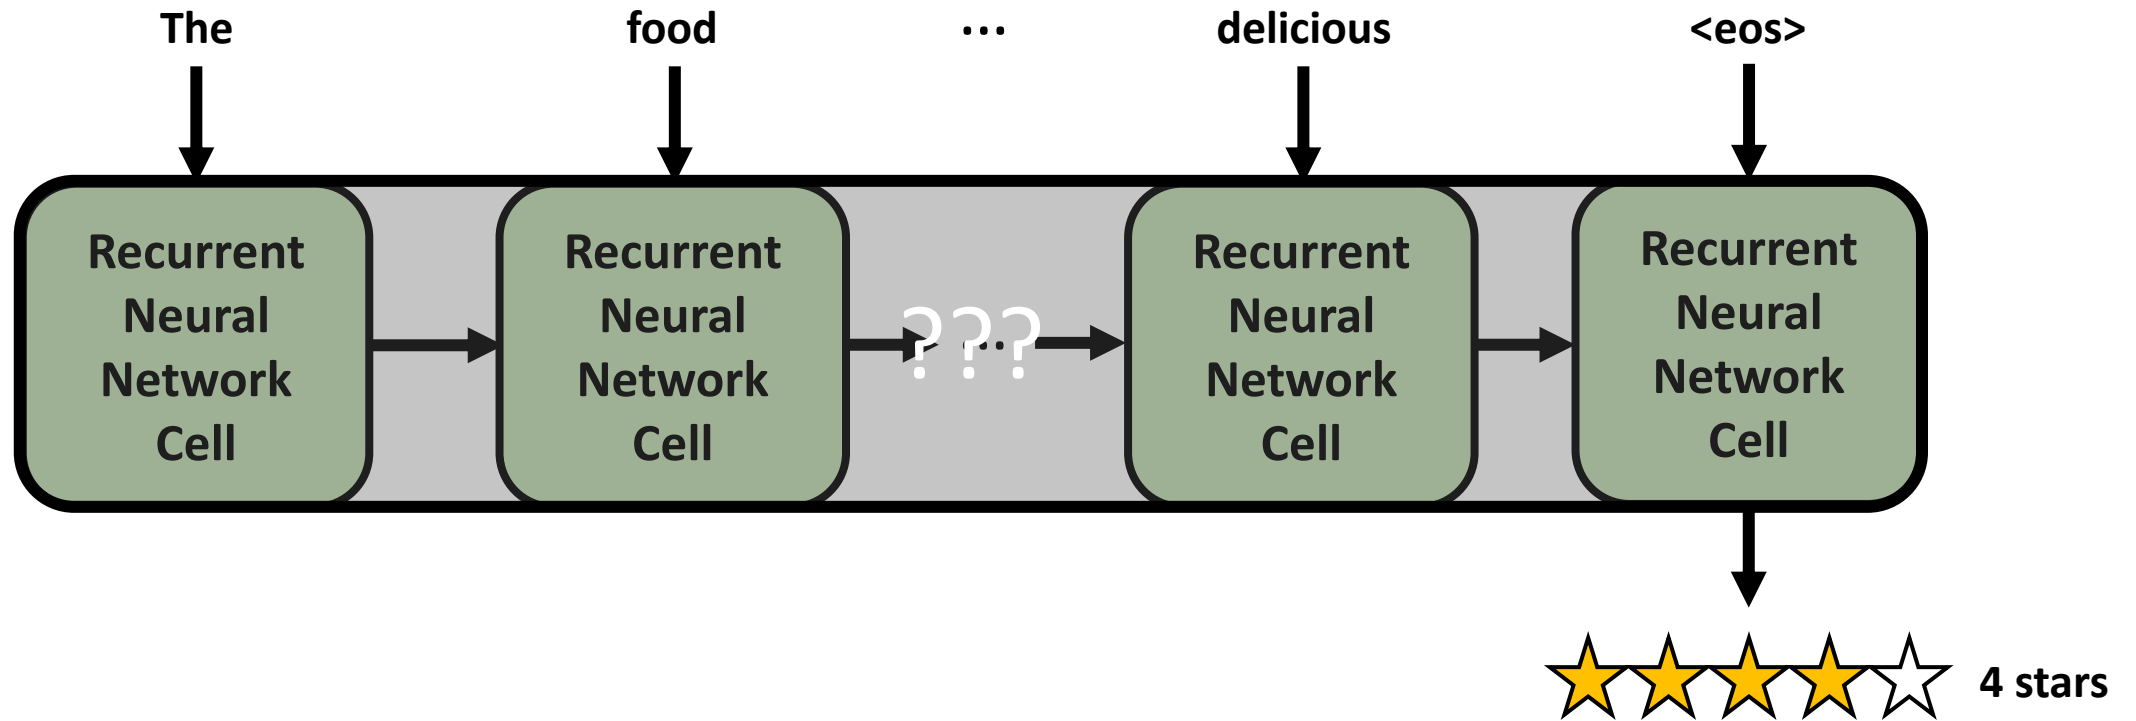 The food ... delicious <eos>
Recurrent Neural Network Cell
Recurrent Neural Network Cell
??? ...
Recurrent Neural Network Cell
Recurrent Neural Network Cell
4 stars